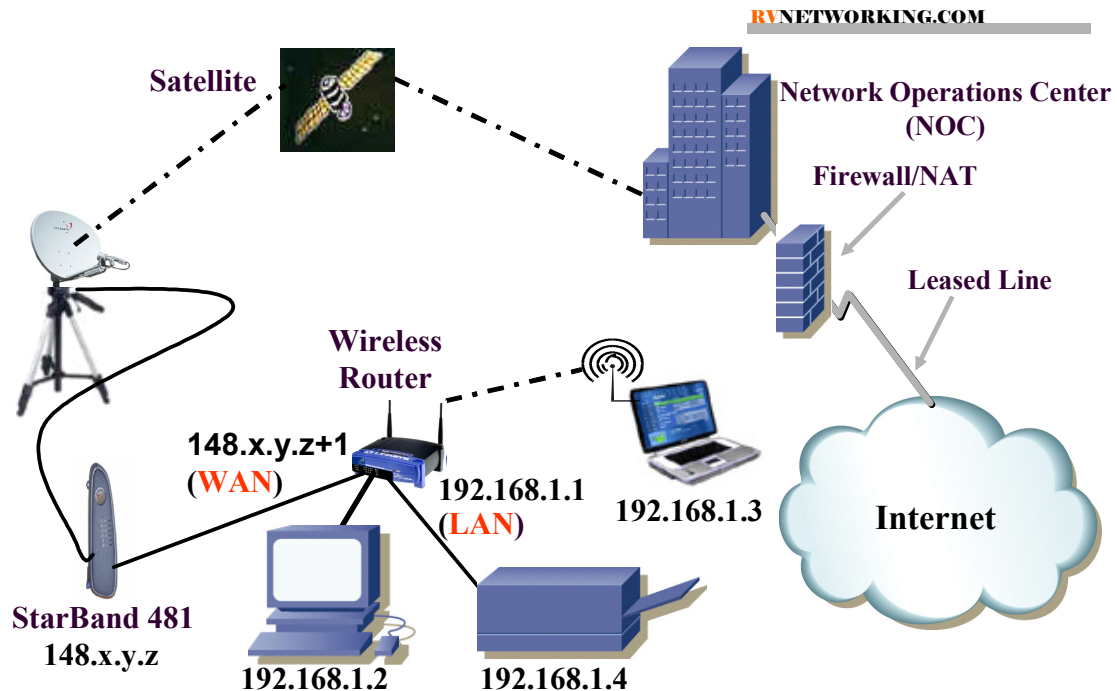 RVNETWORKING.COM
Satellite
Network Operations Center
(NOC)
Firewall/NAT
Leased Line
Wireless
Router
148.x.y.z+1
(WAN)
192.168.1.1
(LAN)
192.168.1.3
Internet
StarBand 481
148.x.y.z
192.168.1.2
192.168.1.4